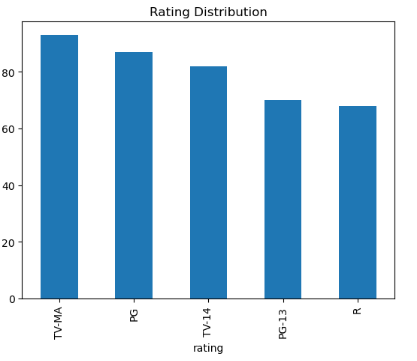 Rating Distribution
80
60
40
20
0
TV-MA
PG
TV-14
PG-13
R
rating